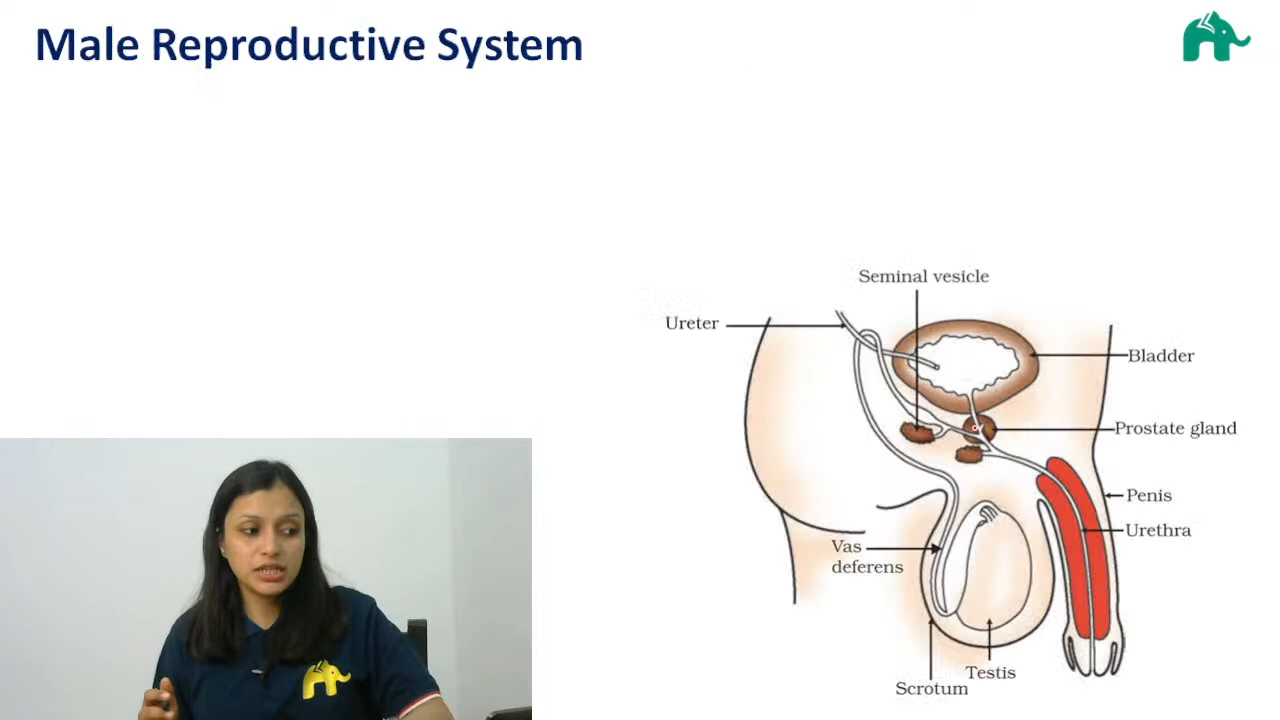 Male Reproductive System
Seminal vesicle
Ureter
Bladder
Prostate gland
Penis
Urethra
Vas
deferens
Testis
Scrotum